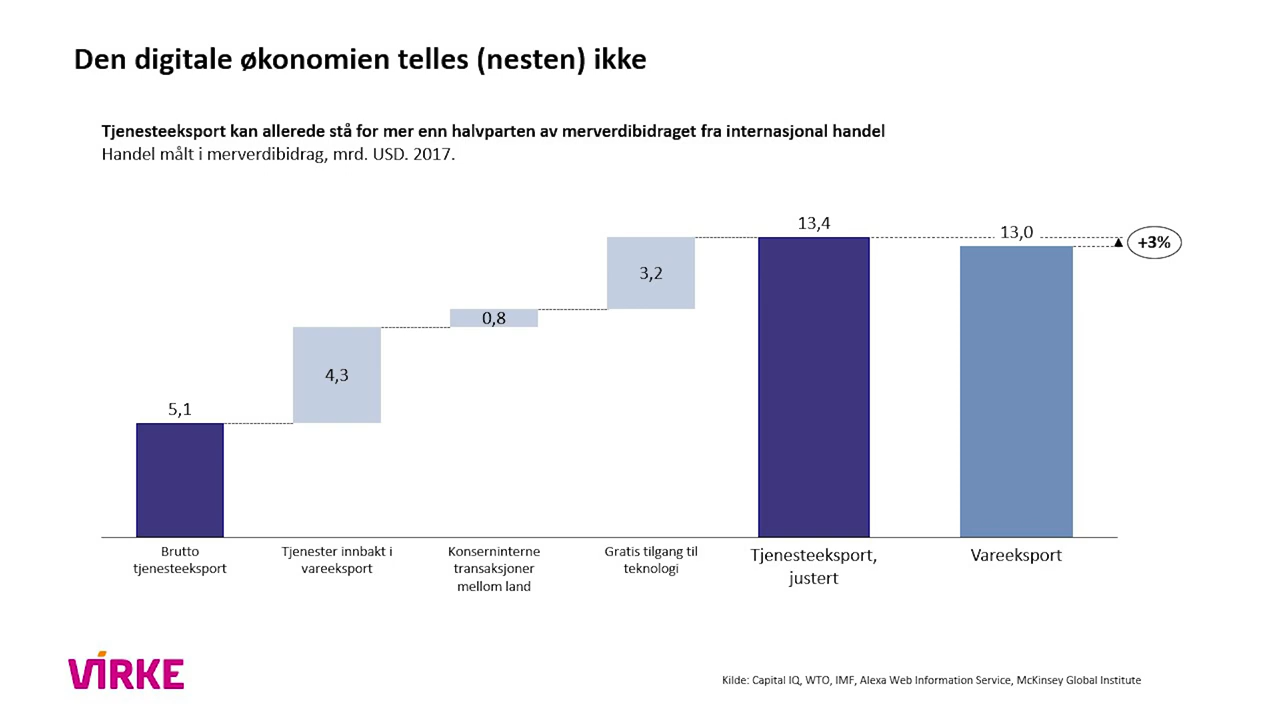 Den digitale økonomien telles (nesten) ikke
Tjenesteeksport kan allerede stå for mer enn halvparten av merverdibidraget fra internasjonal handel
Handel målt i merverdibidrag, mrd. USD. 2017.
5,1
4,3
0,8
3,2
13,4
13,0
+3%
Brutto
tjenesteeksport
Tjenester innbakt i
vareeksport
Konserninterne
transaksjoner
mellom land
Gratis tilgang til
teknologi
Tjenesteeksport,
justert
Vareeksport
VIRKE
Kilde: Capital IQ, WTO, IMF, Alexa Web Information Service, McKinsey Global Institute